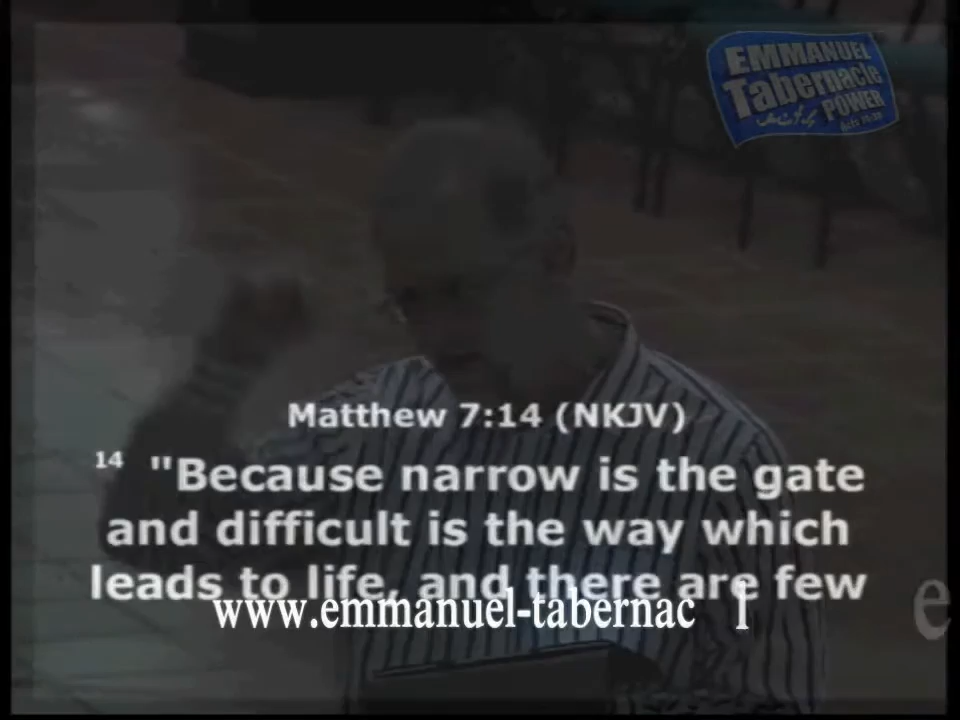 EMMANUEL
Tabernacle
POWER
Matthew 7:14 (NKJV)
14 "Because narrow is the gate
and difficult is the way which
leads to life, and there are few
www.emmanuel-tabernac l
e